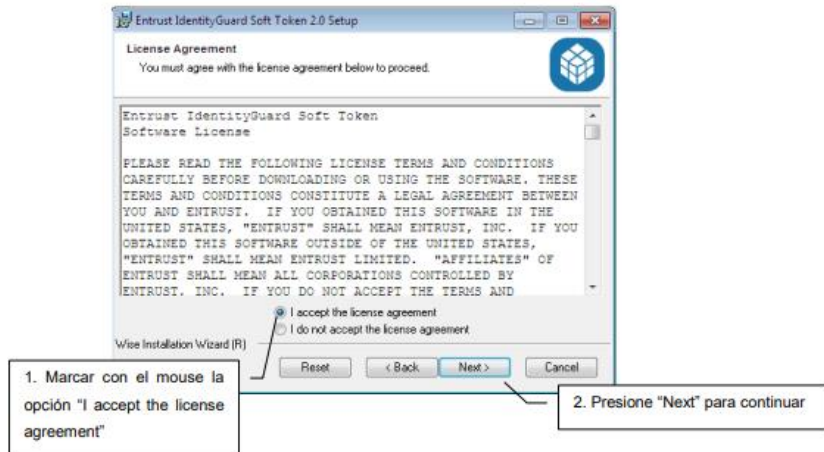 Entrust IdentityGuard Soft Token 2.0 Setup
License Agreement
You must agree with the license agreement below to proceed.
Entrust IdentityGuard Soft Token
Software License
PLEASE READ THE FOLLOWING LICENSE TERMS AND CONDITIONS
CAREFULLY BEFORE DOWNLOADING OR USING THE SOFTWARE. THESE
TERMS AND CONDITIONS CONSTITUTE A LEGAL AGREEMENT BETWEEN
YOU AND ENTRUST. IF YOU OBTAINED THIS SOFTWARE IN THE
UNITED STATES, "ENTRUST" SHALL MEAN ENTRUST, INC. IF YOU
OBTAINED THIS SOFTWARE OUTSIDE OF THE UNITED STATES,
"ENTRUST" SHALL MEAN ENTRUST LIMITED. "AFFILIATES" OF
ENTRUST SHALL MEAN ALL CORPORATIONS CONTROLLED BY
ENTRUST, INC. IF YOU DO NOT ACCEPT THE TERMS AND
I accept the license agreement
I do not accept the license agreement
Wise Installation Wizard (R)
Reset
< Back
Next >
Cancel
1. Marcar con el mouse la
opción “I accept the license
agreement”
2. Presione “Next” para continuar